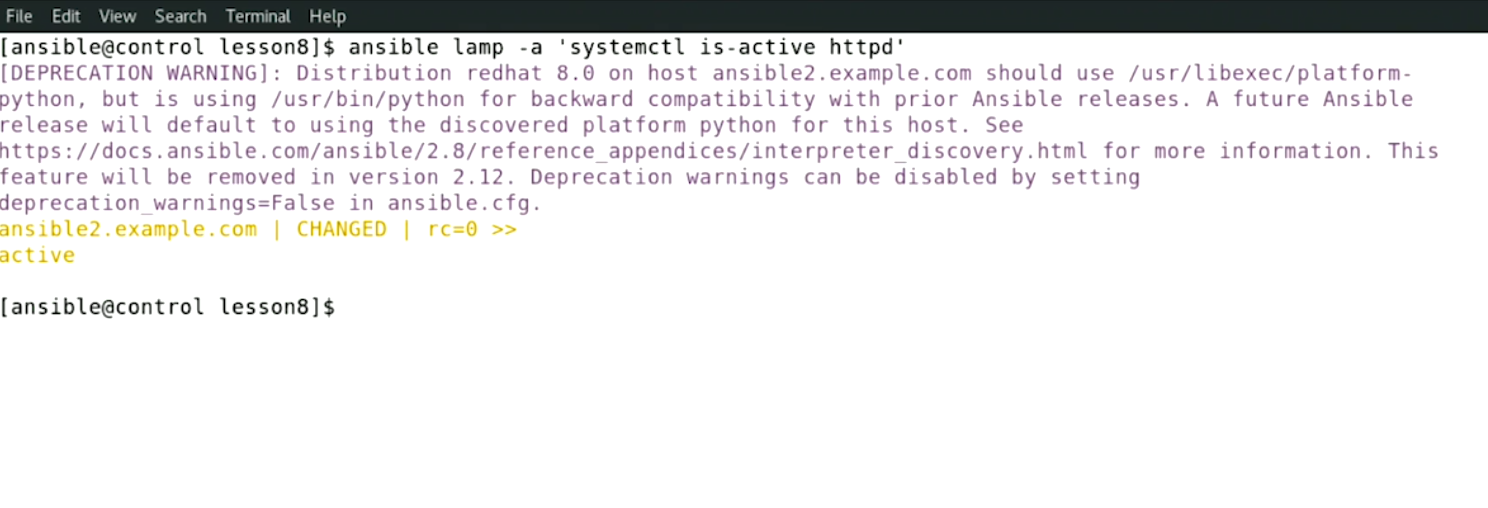 File Edit View Search Terminal Help
[ansible@control lesson8]$ ansible lamp -a 'systemctl is-active httpd'
[DEPRECATION WARNING]: Distribution redhat 8.0 on host ansible2.example.com should use /usr/libexec/platform-
python, but is using /usr/bin/python for backward compatibility with prior Ansible releases. A future Ansible
release will default to using the discovered platform python for this host. See
https://docs.ansible.com/ansible/2.8/reference_appendices/interpreter_discovery.html for more information. This
feature will be removed in version 2.12. Deprecation warnings can be disabled by setting
deprecation_warnings=False in ansible.cfg.
ansible2.example.com | CHANGED | rc=0 >>
active
[ansible@control lesson8]$